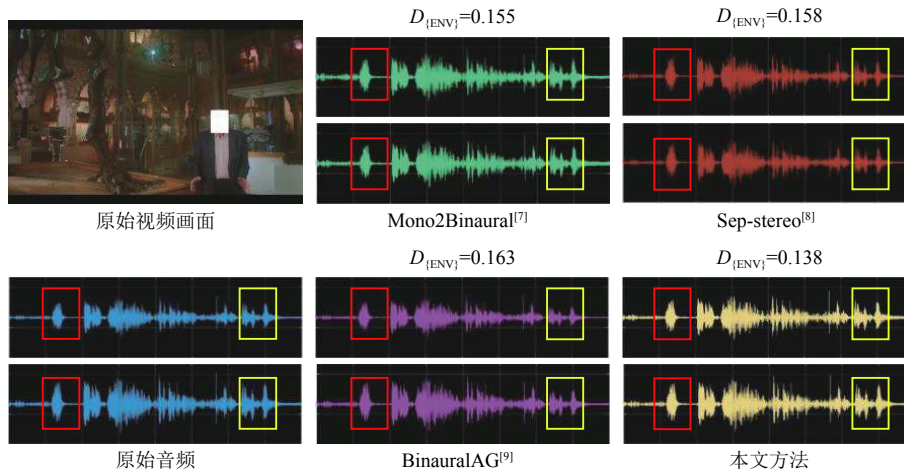 D{ENV}=0.155
D{ENV}=0.158
原始视频画面
Mono2Binaural[7]
Sep-stereo[8]
D{ENV}=0.163
D{ENV}=0.138
原始音频
BinauralAG[9]
本文方法